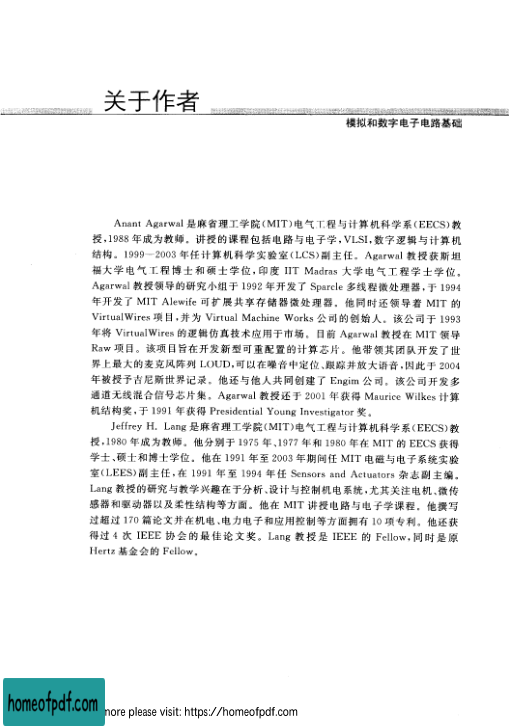 关于作者
模拟和数字电子电路基础
Anant Agarwal 是麻省理工学院(MIT)电气工程与计算机科学系(EECS)教
授,1988 年成为教师。讲授的课程包括电路与电子学,VLSI,数字逻辑与计算机
结构。1999—2003 年任计算机科学实验室(LCS)副主任。Agarwal 教授获斯坦
福大学电气工程博士和硕士学位,印度 IIT Madras 大学电气工程学士学位。
Agarwal 教授领导的研究小组于 1992 年开发了 Sparcle 多线程微处理器,于 1994
年开发了 MIT Alewife 可扩展共享存储器微处理器。他同时还领导着 MIT 的
VirtualWires 项目,并为 Virtual Machine Works 公司的创始人。该公司于 1993
年将 VirtualWires 的逻辑仿真技术应用于市场。目前 Agarwal 教授在 MIT 领导
Raw 项目。该项目旨在开发新型可重配置的计算芯片。他带领其团队开发了世
界上最大的麦克风阵列 LOUD,可以在噪音中定位、跟踪并放大语音,因此于 2004
年被授予吉尼斯世界记录。他还与他人共同创建了 Engim 公司。该公司开发多
通道无线混合信号芯片集。Agarwal 教授还于 2001 年获得 Maurice Wilkes 计算
机结构奖,于 1991 年获得 Presidential Young Investigator 奖。
Jeffrey H. Lang 是麻省理工学院(MIT)电气工程与计算机科学系(EECS)教
授,1980 年成为教师。他分别于 1975 年、1977 年和 1980 年在 MIT 的 EECS 获得
学士、硕士和博士学位。他在 1991 年至 2003 年期间任 MIT 电磁与电子系统实验
室(LEES)副主任,在 1991 年至 1994 年任 Sensors and Actuators 杂志副主编。
Lang 教授的研究与教学兴趣在于分析、设计与控制机电系统,尤其关注电机、微传
感器和驱动器以及柔性结构等方面。他在 MIT 讲授电路与电子学课程。他撰写
过超过 170 篇论文并在机电、电力电子和应用控制等方面拥有 10 项专利。他还获
得过 4 次 IEEE 协会的最佳论文奖。Lang 教授是 IEEE 的 Fellow,同时是原
Hertz 基金会的 Fellow。
homeofpdf.com
more please visit: https://homeofpdf.com